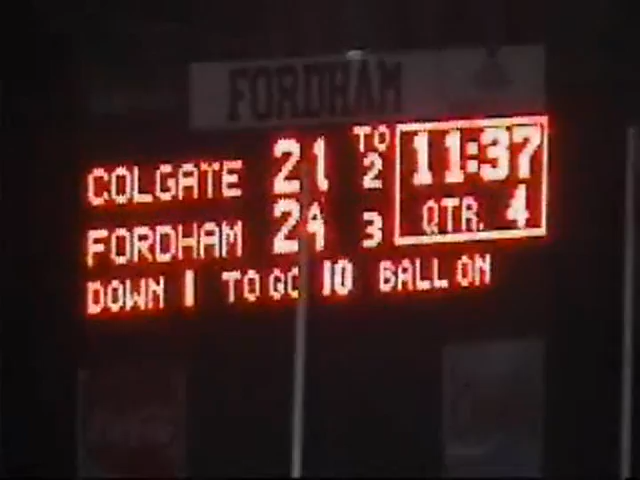 FORDHAM
COLGATE 21 TO 2 11:37
FORDHAM 24 3 QTR. 4
DOWN 1 TO GO 10 BALL ON